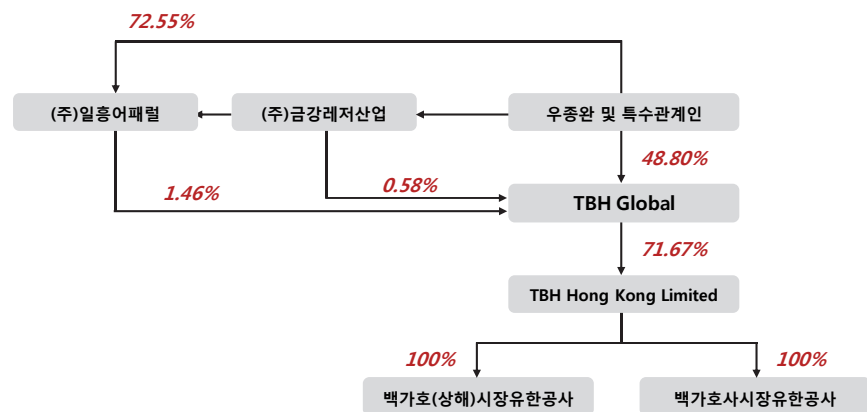 72.55%
(주)일흥어패럴
(주)금강레저산업
우종완 및 특수관계인
48.80%
1.46%
0.58%
TBH Global
71.67%
TBH Hong Kong Limited
100%
100%
백가호(상해)시장유한공사
백가호사시장유한공사